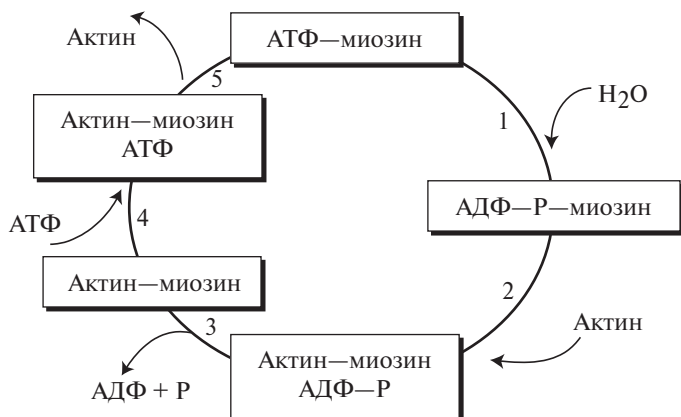 Актин
АТФ—миозин
5
H₂O
1
Актин—миозин
АТФ
АДФ—Р—миозин
4
АТФ
Актин—миозин
2
3
Актин
Актин—миозин
АДФ—Р
АДФ + Р